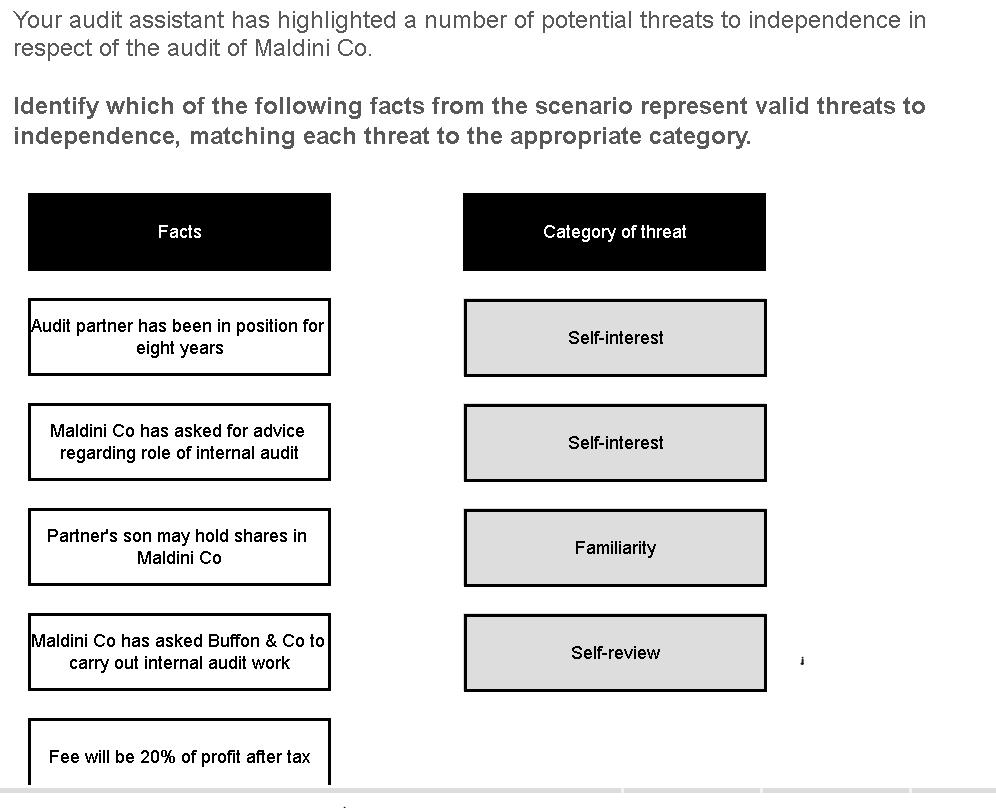 Your audit assistant has highlighted a number of potential threats to independence in
respect of the audit of Maldini Co.
Identify which of the following facts from the scenario represent valid threats to
independence, matching each threat to the appropriate category.
Facts
Category of threat
Audit partner has been in position for
eight years
Self-interest
Maldini Co has asked for advice
regarding role of internal audit
Self-interest
Partner's son may hold shares in
Maldini Co
Familiarity
Maldini Co has asked Buffon & Co to
carry out internal audit work
Self-review
Fee will be 20% of profit after tax